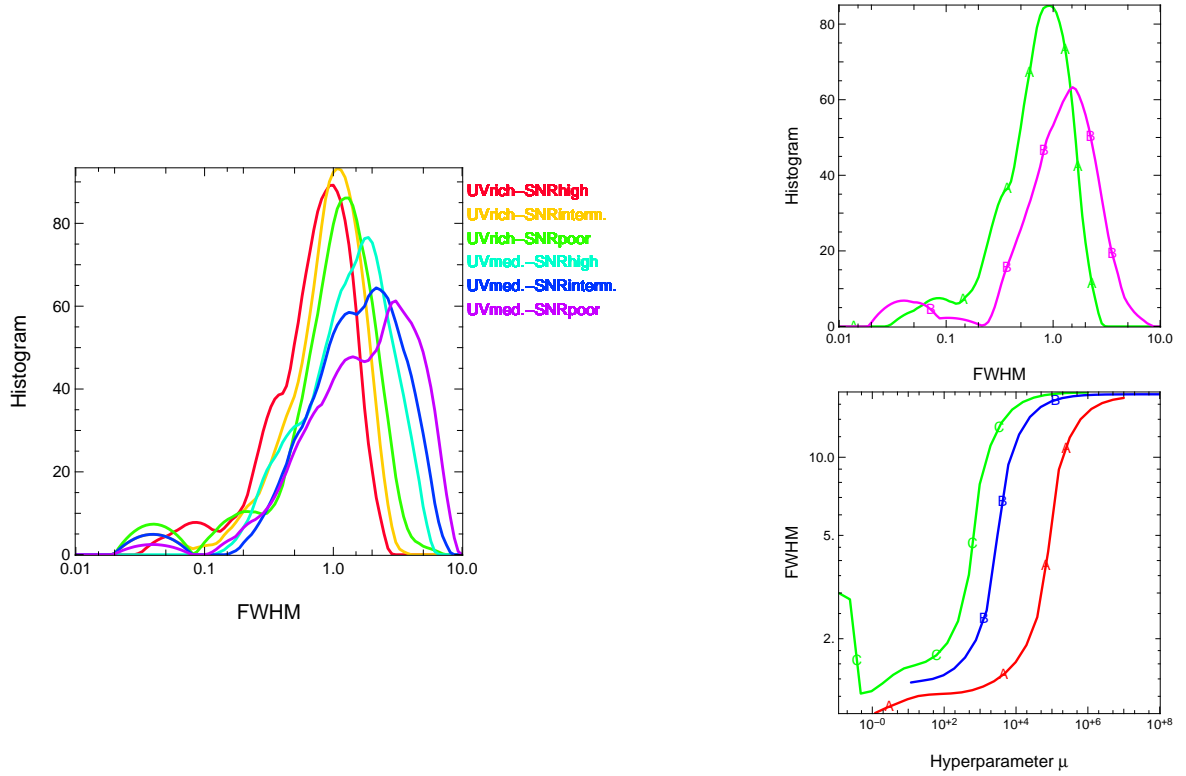 80
60
40
20
0
0.01 0.1 1.0 10.0
Histogram
FWHM
UVrich−SNRhigh
UVrich−SNRinterm.
UVrich−SNRpoor
UVmed.−SNRhigh
UVmed.−SNRinterm.
UVmed.−SNRpoor
80
60
40
20
0
0.01 0.1 1.0 10.0
Histogram
FWHM
A A A A A A A
B B B B B
10.0
5.
2.
10⁻⁰ 10⁺² 10⁺⁴ 10⁺⁶ 10⁺⁸
FWHM
Hyperparameter μ
C C C C
B B B
A A A A